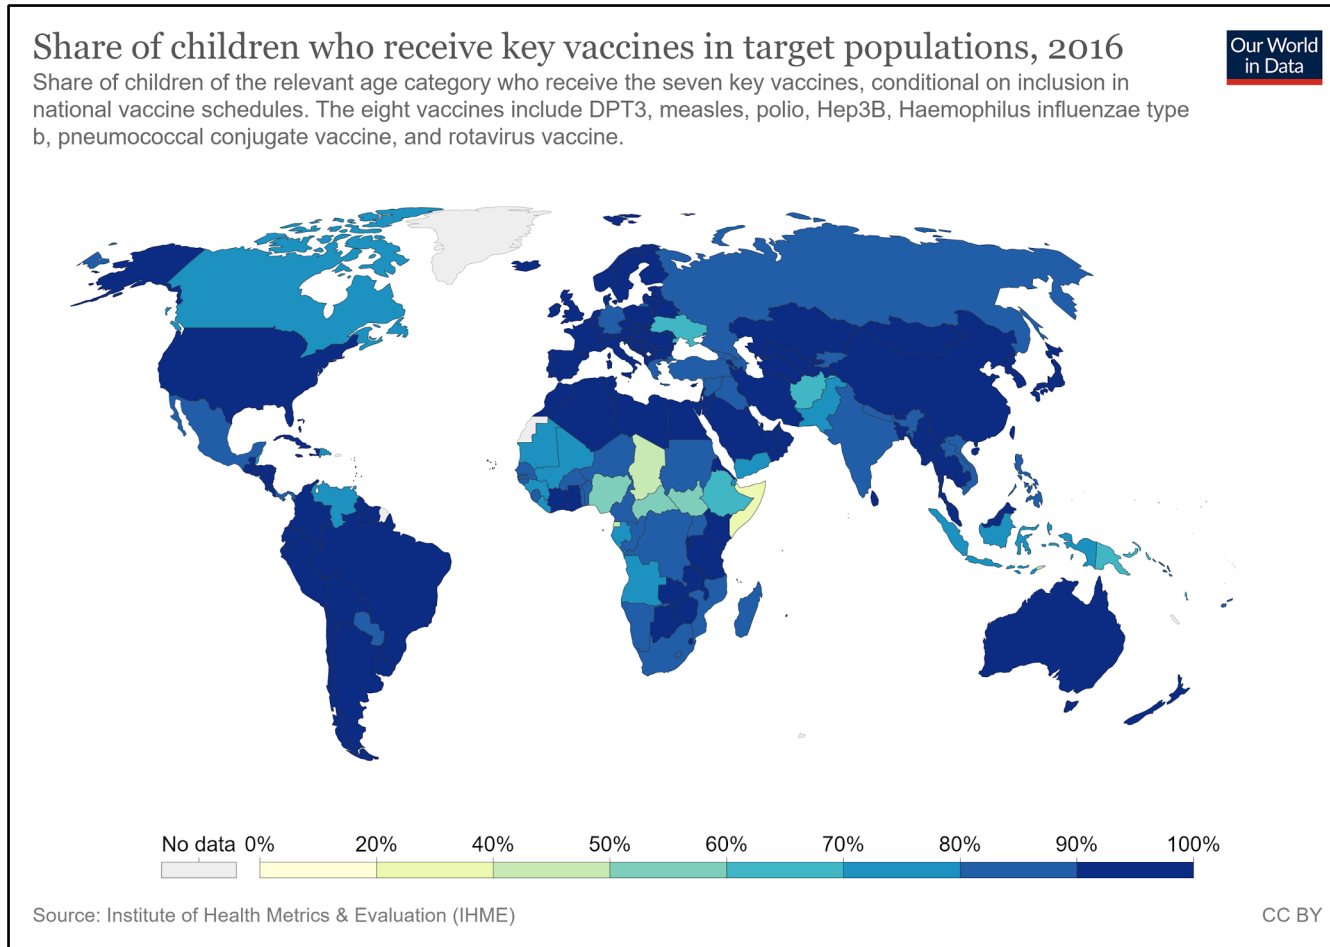 Share of children who receive key vaccines in target populations, 2016
Our World
in Data
Share of children of the relevant age category who receive the seven key vaccines, conditional on inclusion in
national vaccine schedules. The eight vaccines include DPT3, measles, polio, Hep3B, Haemophilus influenzae type
b, pneumococcal conjugate vaccine, and rotavirus vaccine.
No data 0% 20% 40% 50% 60% 70% 80% 90% 100%
Source: Institute of Health Metrics & Evaluation (IHME) CC BY